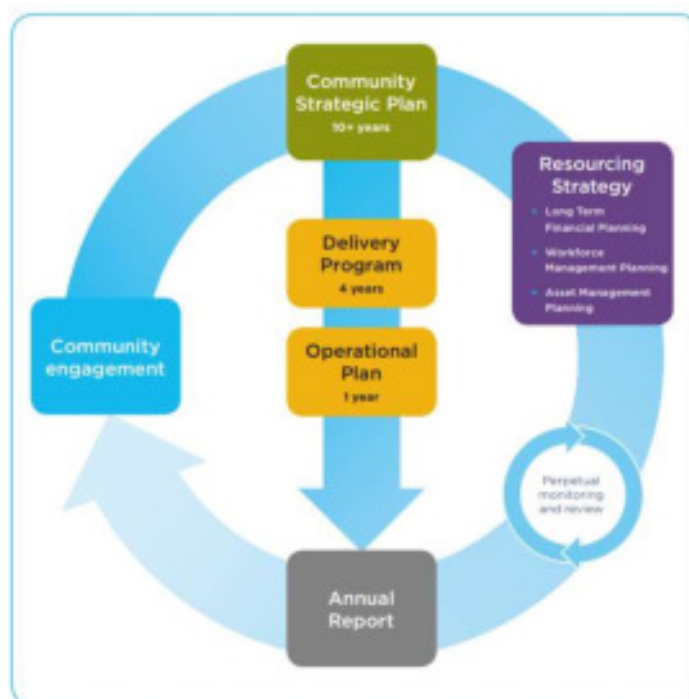 Community
Strategic Plan
10+ years
Resourcing
Strategy
Long Term
Financial Planning
Workforce
Management Planning
Asset Management
Planning
Delivery
Program
4 years
Community
engagement
Operational
Plan
1 year
Perpetual
monitoring
and review
Annual
Report